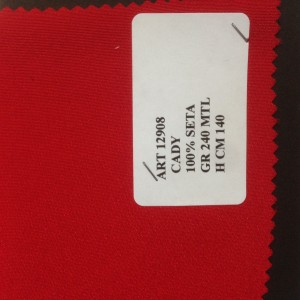 ART 12908
CADY
100% SETA
GR 240 MTL
H CM 140